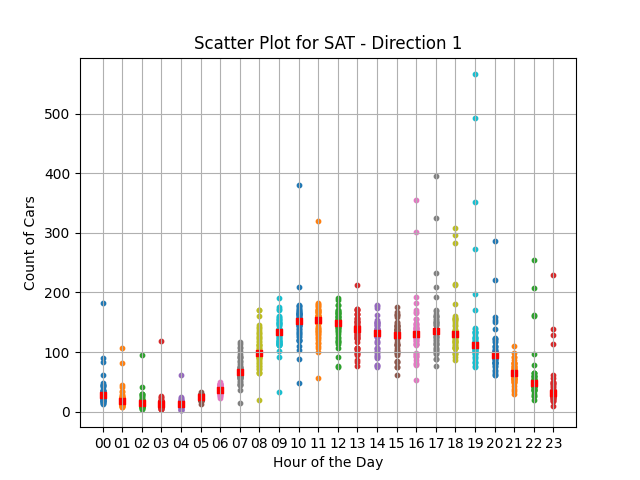 Scatter Plot for SAT - Direction 1
Count of Cars
500
400
300
200
100
0
00 01 02 03 04 05 06 07 08 09 10 11 12 13 14 15 16 17 18 19 20 21 22 23
Hour of the Day